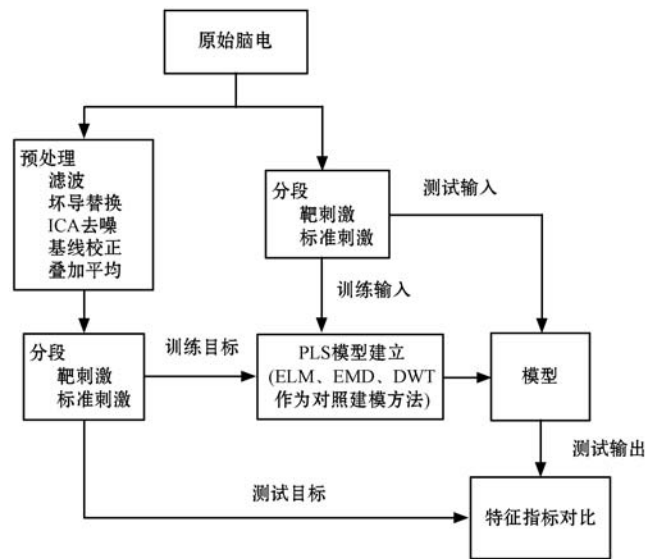 原始脑电
预处理
滤波
坏导替换
ICA去噪
基线校正
叠加平均
分段
靶刺激
标准刺激
测试输入
训练输入
分段
靶刺激
标准刺激
训练目标
PLS模型建立
(ELM、EMD、DWT
作为对照建模方法)
模型
测试输出
测试目标
特征指标对比